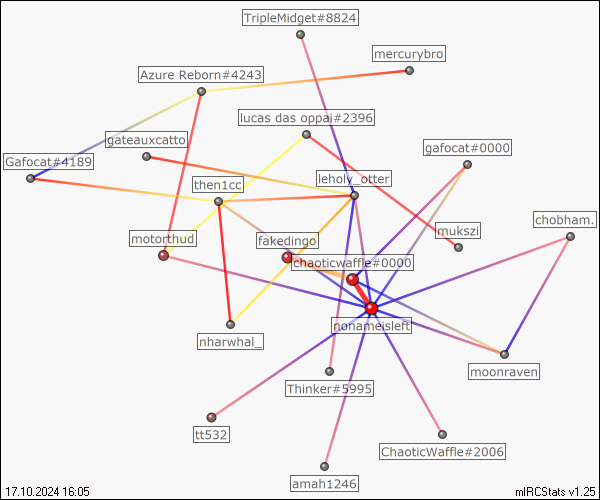 TripleMidget#8824
mercurybro
Azure Reborn#4243
lucas das oppai#2396
gateauxcatto
gafocat#0000
Gafocat#4189
then1cc
leholy_otter
chobham.
motorthud
fakedingo
mukszi
chaoticwaffle#0000
nonameisleft
nharwhal_
moonraven
Thinker#5995
tt532
ChaoticWaffle#2006
amah1246
17.10.2024 16:05
mIRCStats v1.25